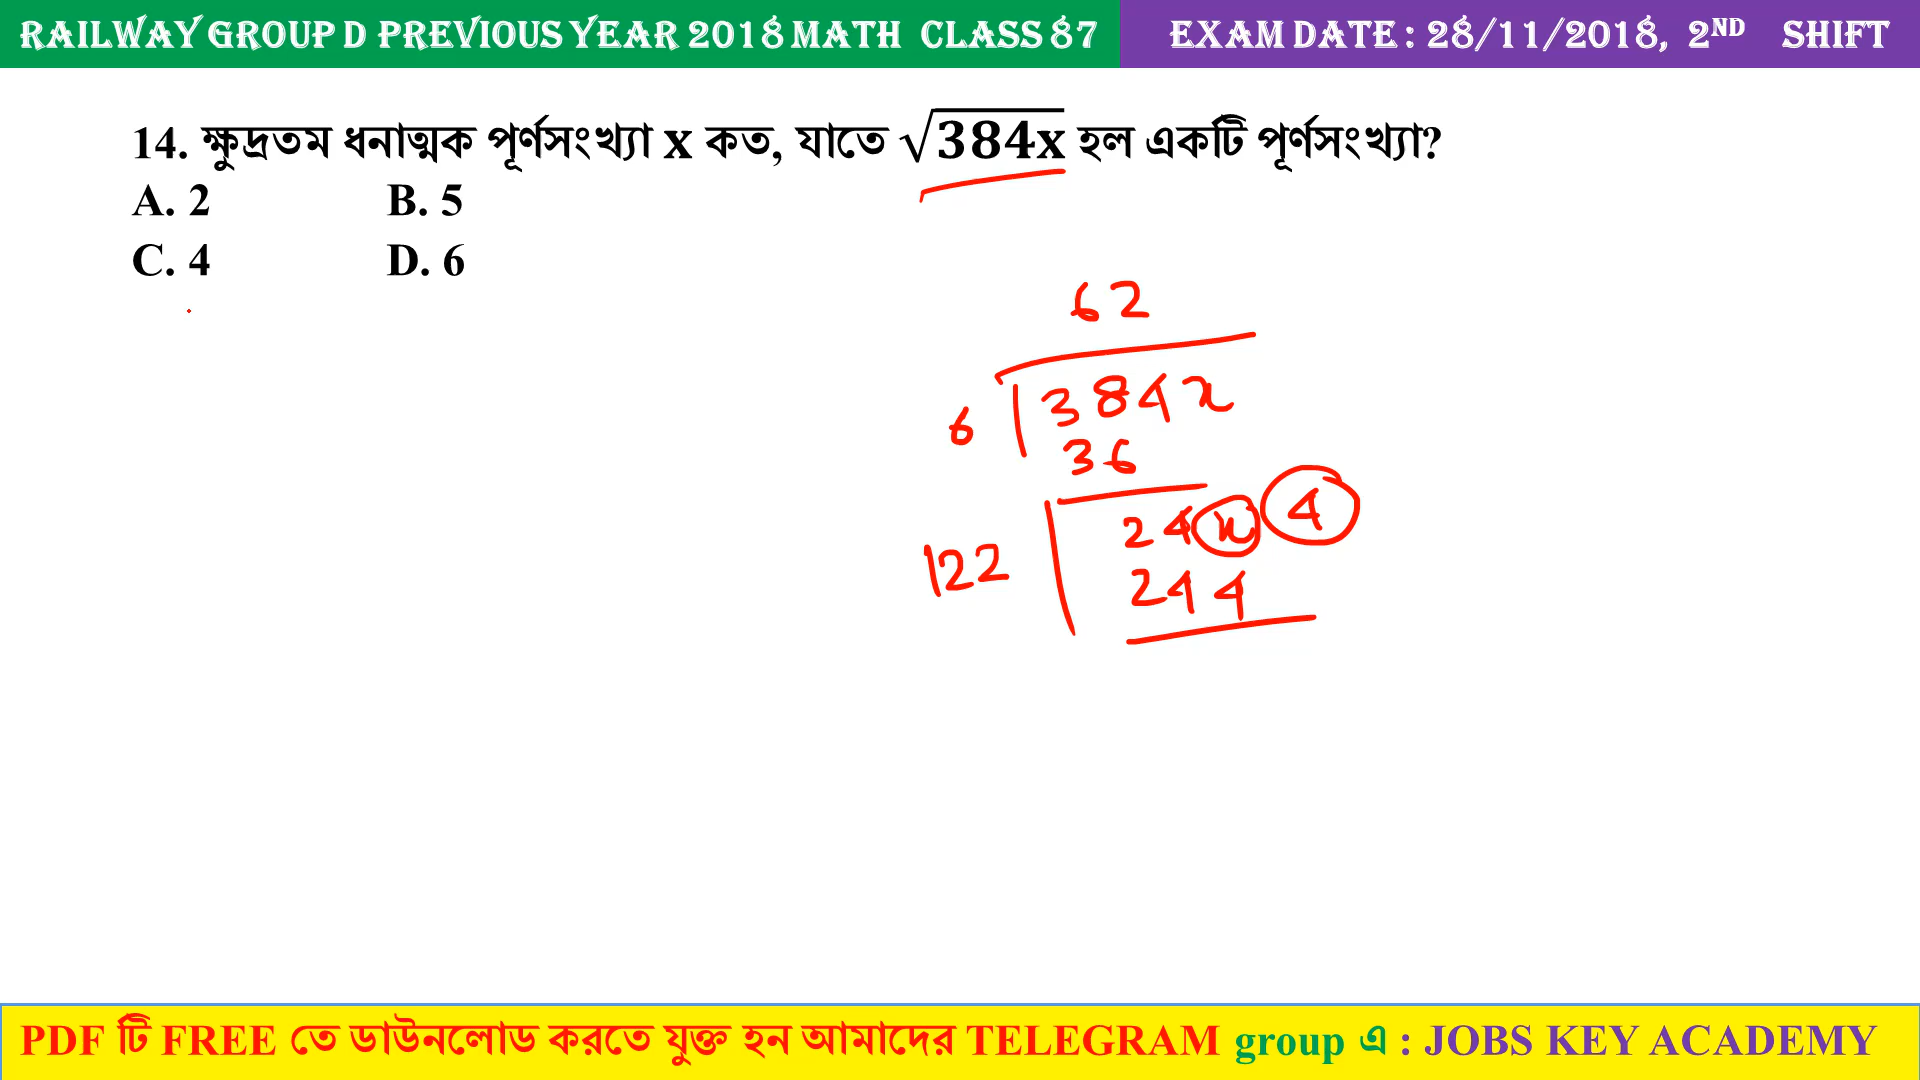 RAILWAY GROUP D PREVIOUS YEAR 2018 MATH CLASS 87 EXAM DATE : 28/11/2018, 2ND SHIFT
14. ক্ষুদ্রতম ধনাত্মক পূর্ণসংখ্যা x কত, যাতে √384x হল একটি পূর্ণসংখ্যা?
A. 2 B. 5
C. 4 D. 6
62
6 384x
36
24x 4
122 244
PDF টি FREE তে ডাউনলোড করতে যুক্ত হন আমাদের TELEGRAM group এ : JOBS KEY ACADEMY